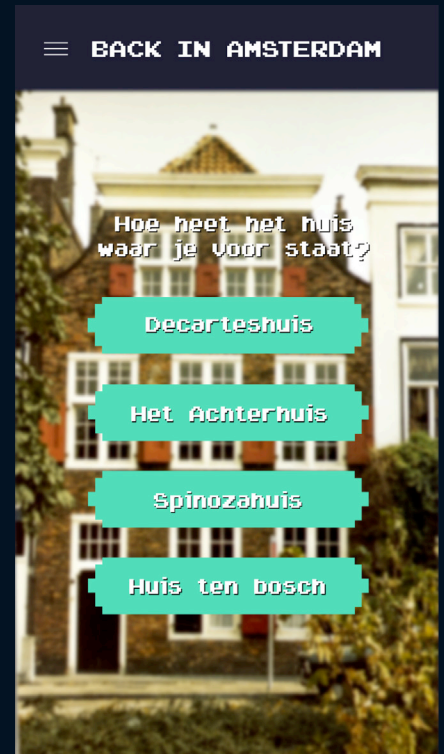 BACK IN AMSTERDAM
Hoe heet het huis
waar je voor staat?
Decarteshuis
Het Achterhuis
Spinozahuis
Huis ten bosch